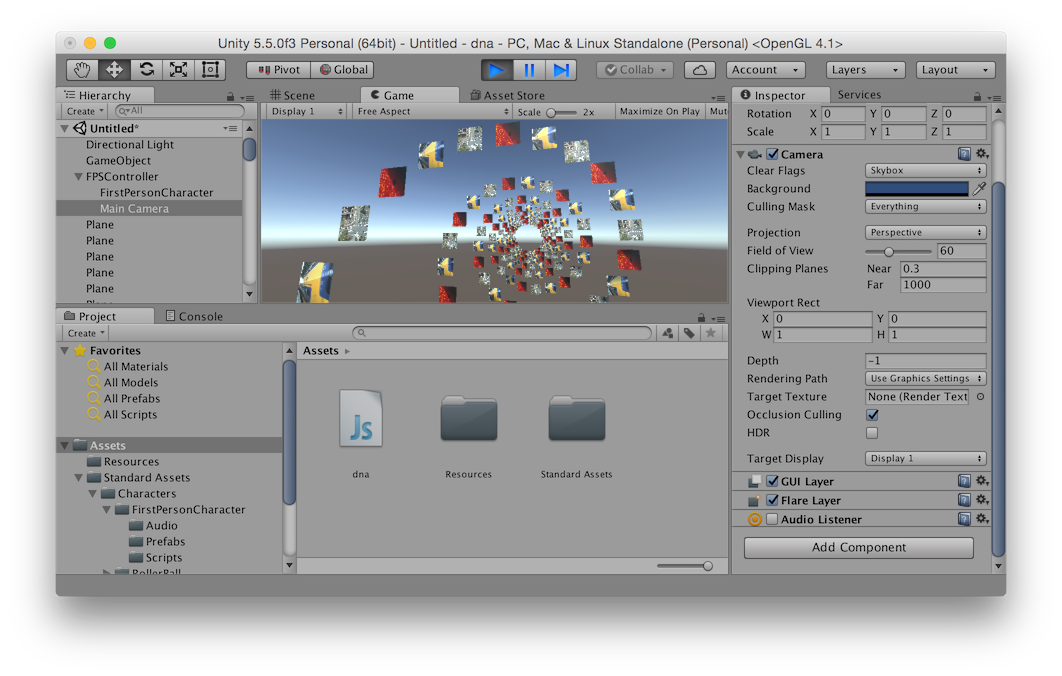 Unity 5.5.0f3 Personal (64bit) - Untitled - dna - PC, Mac & Linux Standalone (Personal) <OpenGL 4.1>
Pivot Global Collab Account Layers Layout
Hierarchy
Create All
Untitled*
Directional Light
GameObject
FPSController
FirstPersonCharacter
Main Camera
Plane
Plane
Plane
Plane
Plane
Plane
Scene Game Asset Store
Display 1 Free Aspect Scale 2x Maximize On Play Mut
Project Console
Create
Favorites
All Materials
All Models
All Prefabs
All Scripts
Assets
Resources
Standard Assets
Characters
FirstPersonCharacter
Audio
Prefabs
Scripts
RollerBall
Assets
Js
dna Resources Standard Assets
Inspector Services
Rotation X 0 Y 0 Z 0
Scale X 1 Y 1 Z 1
Camera
Clear Flags Skybox
Background
Culling Mask Everything
Projection Perspective
Field of View 60
Clipping Planes Near 0.3
Far 1000
Viewport Rect
X 0 Y 0
W 1 H 1
Depth -1
Rendering Path Use Graphics Settings
Target Texture None (Render Text
Occlusion Culling
HDR
Target Display Display 1
GUI Layer
Flare Layer
Audio Listener
Add Component